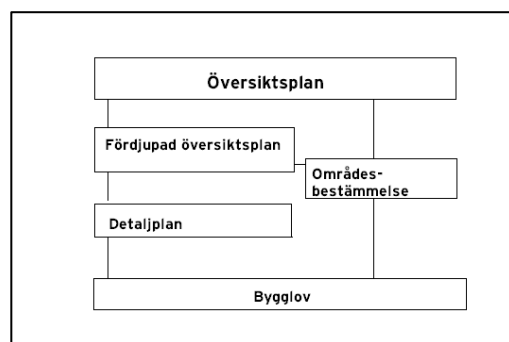 Översiktsplan
Fördjupad översiktsplan
Områdes-
bestämmelse
Detaljplan
Bygglov